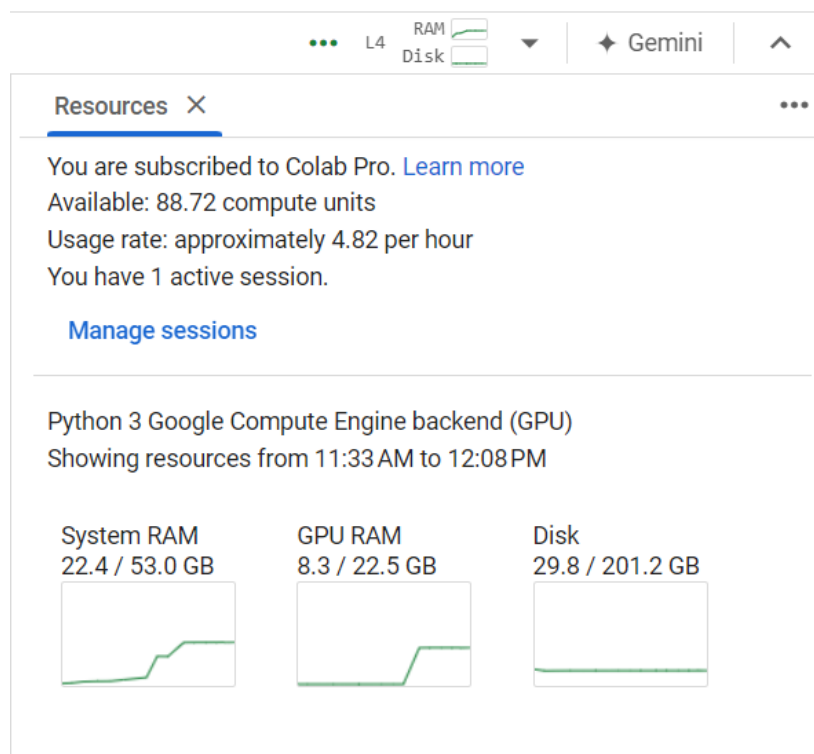 L4 RAM
Disk
Gemini
Resources
You are subscribed to Colab Pro. Learn more
Available: 88.72 compute units
Usage rate: approximately 4.82 per hour
You have 1 active session.
Manage sessions
Python 3 Google Compute Engine backend (GPU)
Showing resources from 11:33 AM to 12:08 PM
System RAM
22.4 / 53.0 GB
GPU RAM
8.3 / 22.5 GB
Disk
29.8 / 201.2 GB